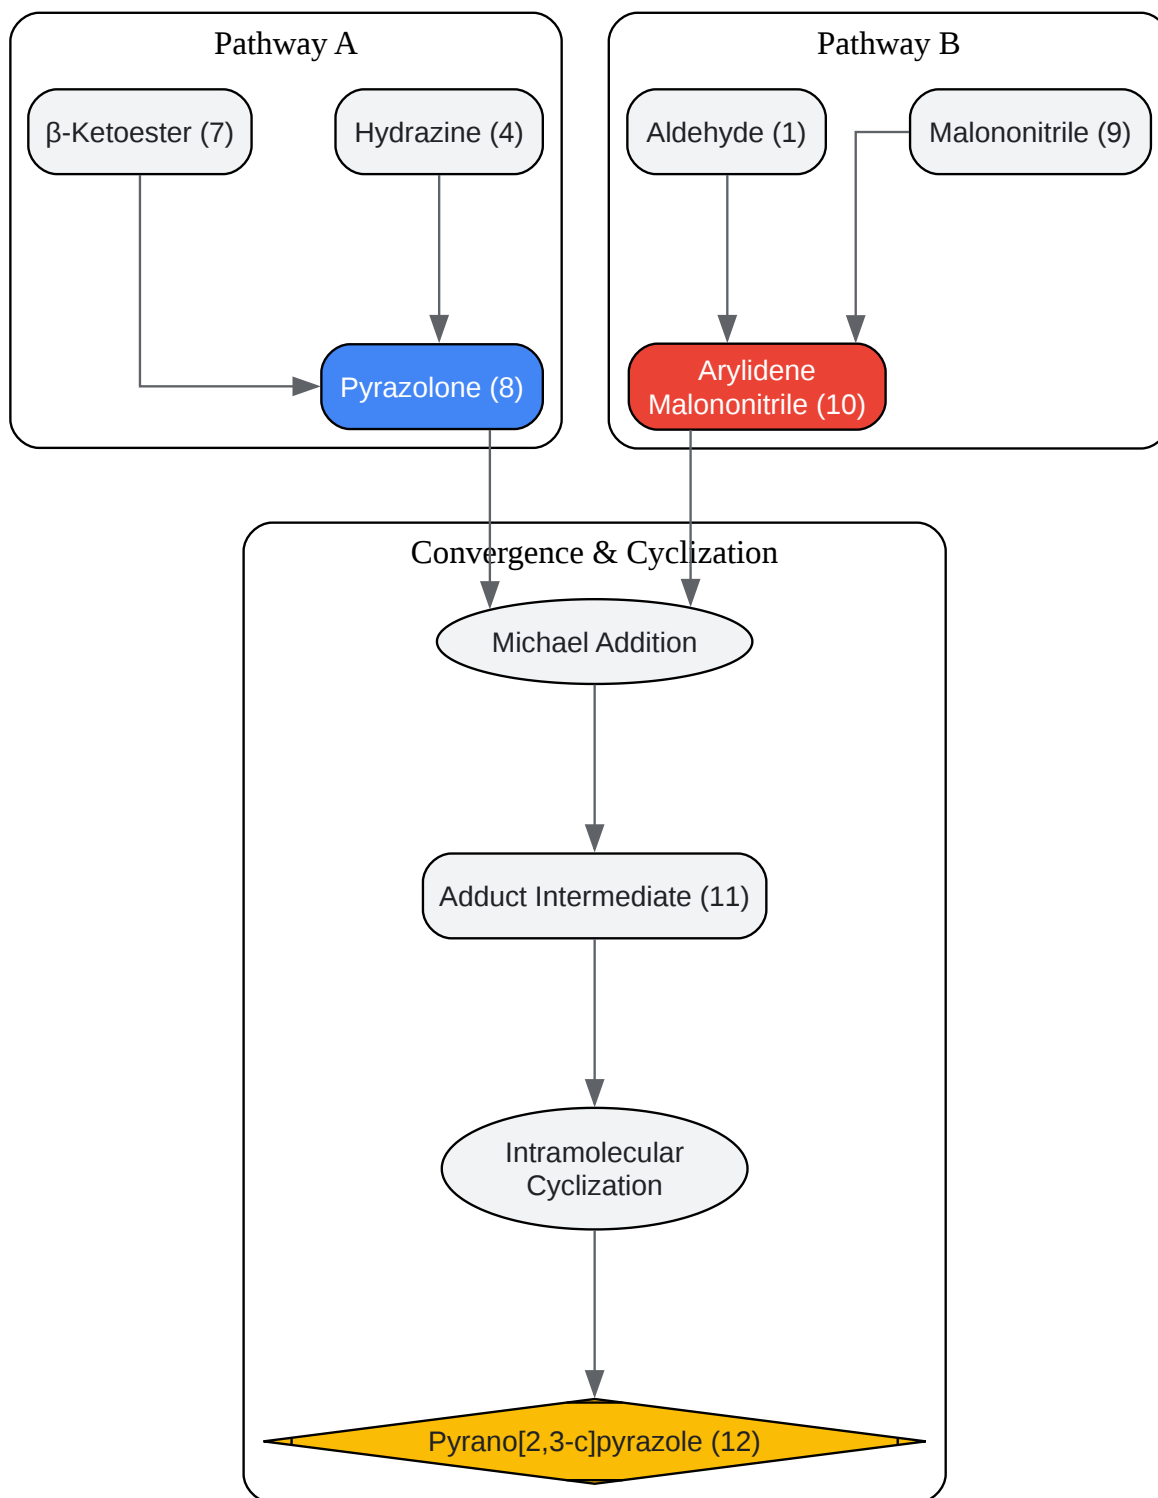 Pathway A
Pathway B
β-Ketoester (7)
Hydrazine (4)
Aldehyde (1)
Malononitrile (9)
Pyrazolone (8)
Arylidene
Malononitrile (10)
Convergence & Cyclization
Michael Addition
Adduct Intermediate (11)
Intramolecular
Cyclization
Pyrano[2,3-c]pyrazole (12)